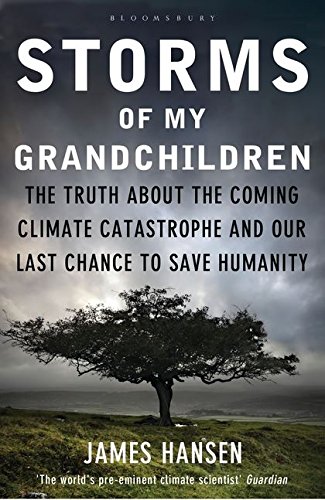 BLOOMSBURY
STORMS
OF MY
GRANDCHILDREN
THE TRUTH ABOUT THE COMING
CLIMATE CATASTROPHE AND OUR
LAST CHANCE TO SAVE HUMANITY
JAMES HANSEN
'The world's pre-eminent climate scientist' Guardian